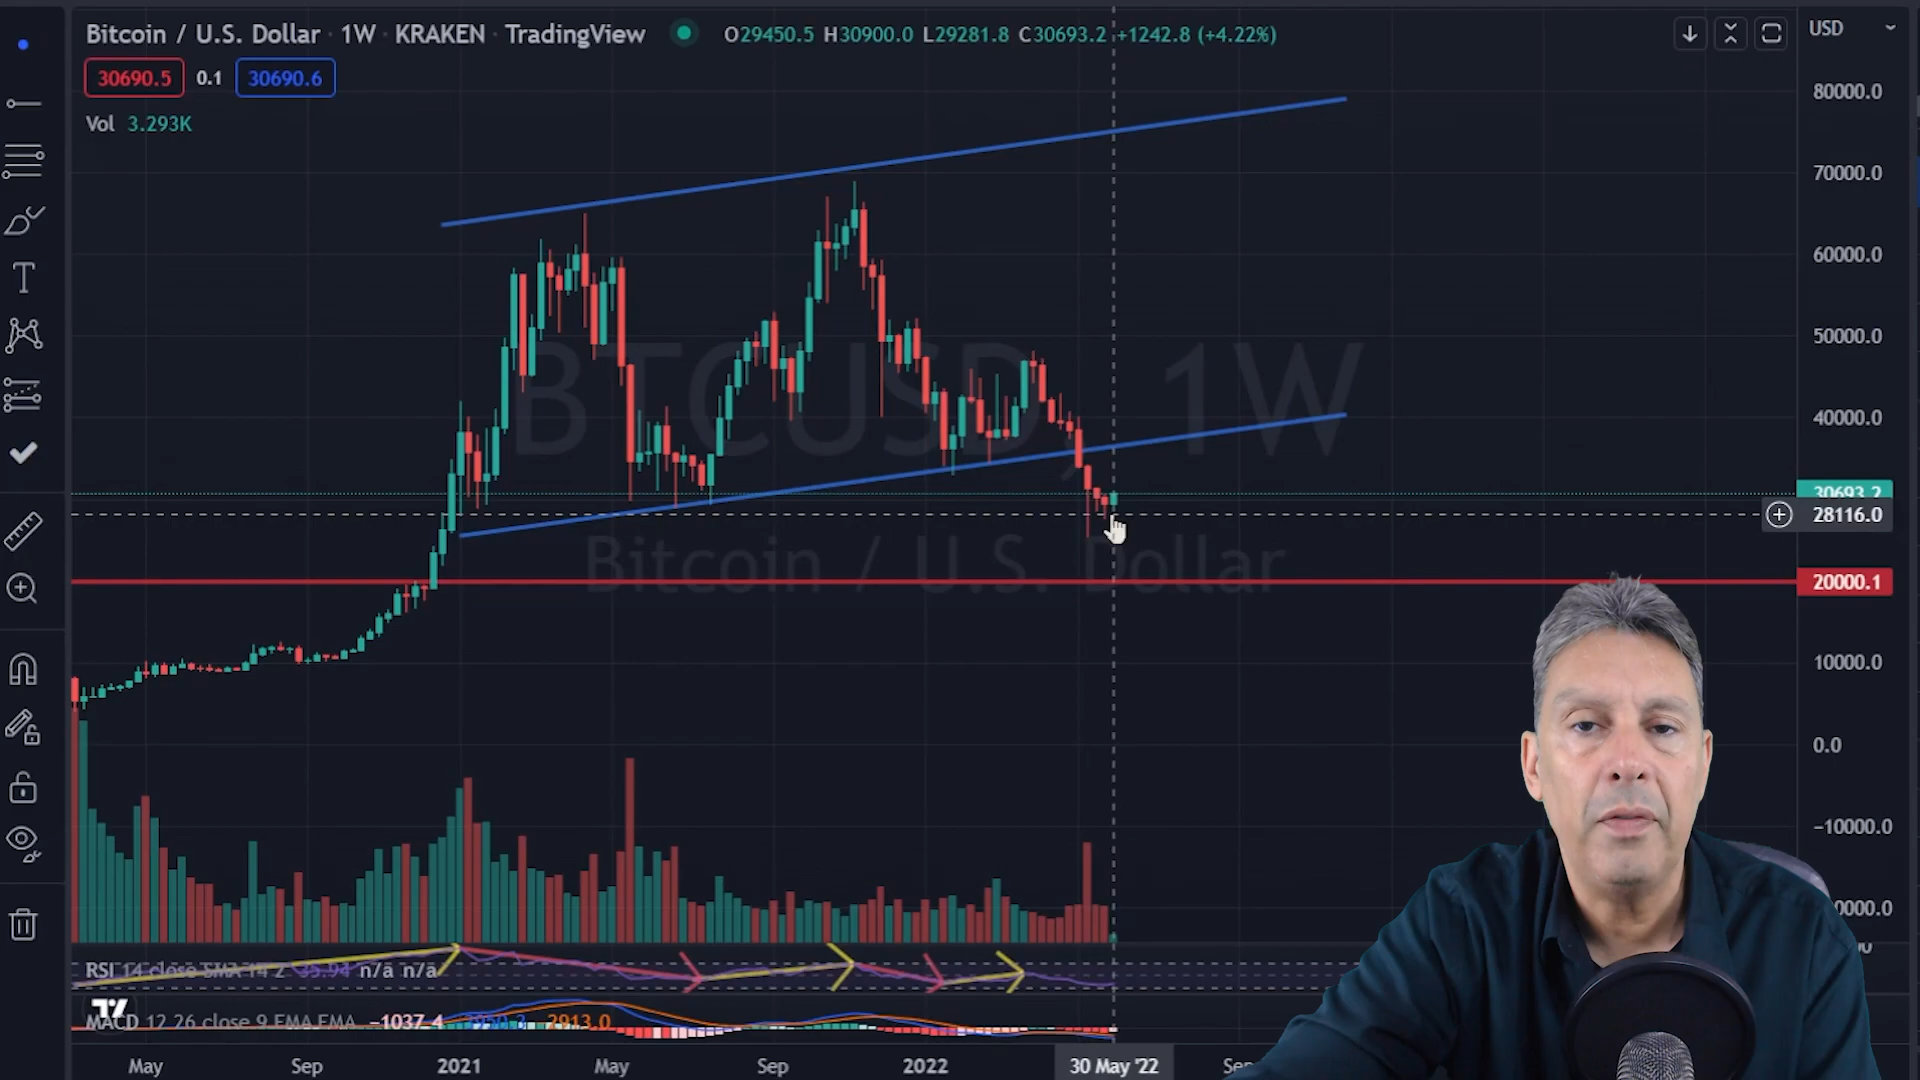 Bitcoin / U.S. Dollar · 1W · KRAKEN · TradingView O29450.5 H30900.0 L29281.8 C30693.2 +1242.8 (+4.22%)
USD
30690.5 0.1 30690.6
Vol 3.293K
80000.0
70000.0
60000.0
50000.0
40000.0
30693.2
28116.0
20000.1
10000.0
0.0
−10000.0
BTCUSD, 1W
Bitcoin / U.S. Dollar
RSI 14 close SMA 14 2 35.94 n/a n/a
MACD 12 26 close 9 EMA EMA −1037.4 2913.0
May Sep 2021 May Sep 2022 30 May '22